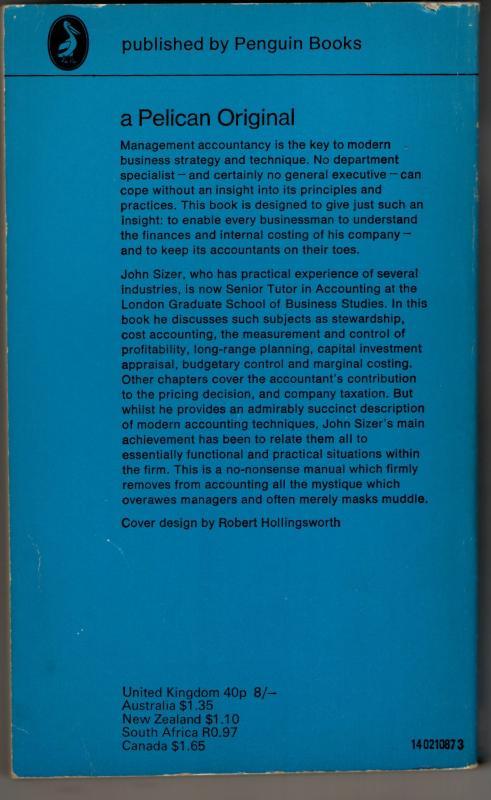 published by Penguin Books
a Pelican Original
Management accountancy is the key to modern
business strategy and technique. No department
specialist – and certainly no general executive – can
cope without an insight into its principles and
practices. This book is designed to give just such an
insight: to enable every businessman to understand
the finances and internal costing of his company –
and to keep its accountants on their toes.
John Sizer, who has practical experience of several
industries, is now Senior Tutor in Accounting at the
London Graduate School of Business Studies. In this
book he discusses such subjects as stewardship,
cost accounting, the measurement and control of
profitability, long-range planning, capital investment
appraisal, budgetary control and marginal costing.
Other chapters cover the accountant's contribution
to the pricing decision, and company taxation. But
whilst he provides an admirably succinct description
of modern accounting techniques, John Sizer's main
achievement has been to relate them all to
essentially functional and practical situations within
the firm. This is a no-nonsense manual which firmly
removes from accounting all the mystique which
overawes managers and often merely masks muddle.
Cover design by Robert Hollingsworth
United Kingdom 40p 8/–
Australia $1.35
New Zealand $1.10
South Africa R0.97
Canada $1.65
14 021087 3